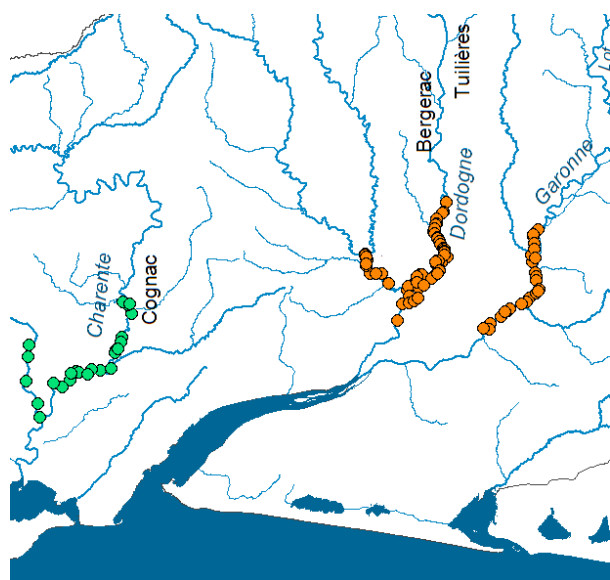 Charente
Cognac
Bergerac
Tuilières
Dordogne
Garonne
Lot